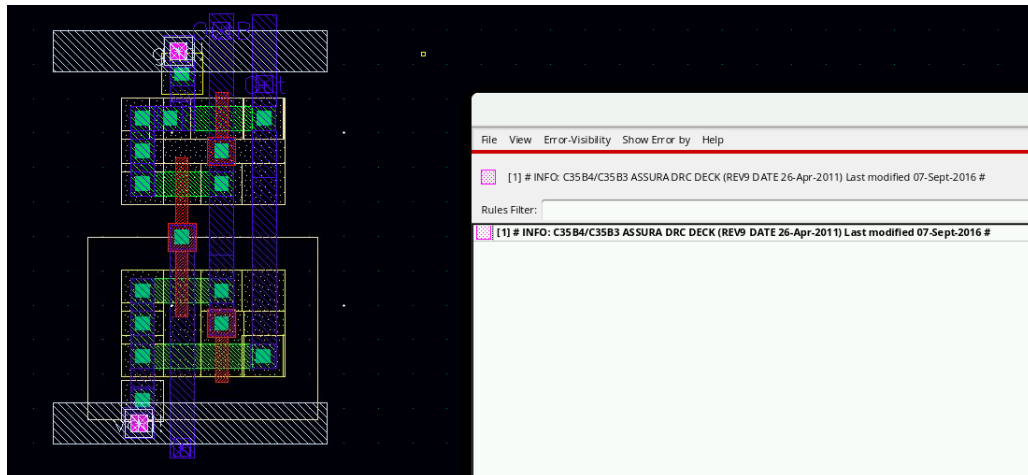 Out
File View Error-Visibility Show Error by Help
[1] # INFO: C35B4/C35B3 ASSURA DRC DECK (REV9 DATE 26-Apr-2011) Last modified 07-Sept-2016 #
Rules Filter:
[1] # INFO: C35B4/C35B3 ASSURA DRC DECK (REV9 DATE 26-Apr-2011) Last modified 07-Sept-2016 #